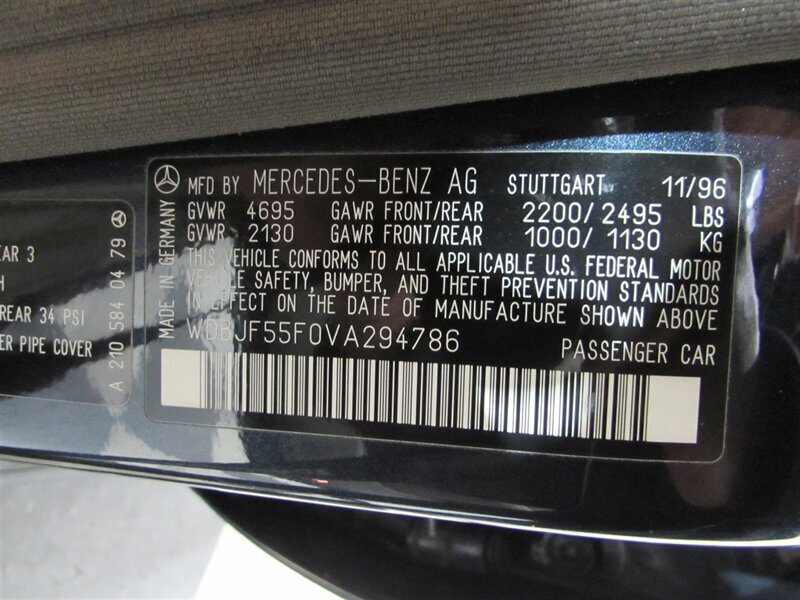 MFD BY MERCEDES-BENZ AG STUTTGART 11/96
GVWR 4695 GAWR FRONT/REAR 2200/2495 LBS
GVWR 2130 GAWR FRONT/REAR 1000/1130 KG
THIS VEHICLE CONFORMS TO ALL APPLICABLE U.S. FEDERAL MOTOR
VEHICLE SAFETY, BUMPER, AND THEFT PREVENTION STANDARDS
IN EFFECT ON THE DATE OF MANUFACTURE SHOWN ABOVE
WDBJF55F0VA294786 PASSENGER CAR
MADE IN GERMANY
A 210 584 04 79
3
REAR 34 PSI
PIPE COVER